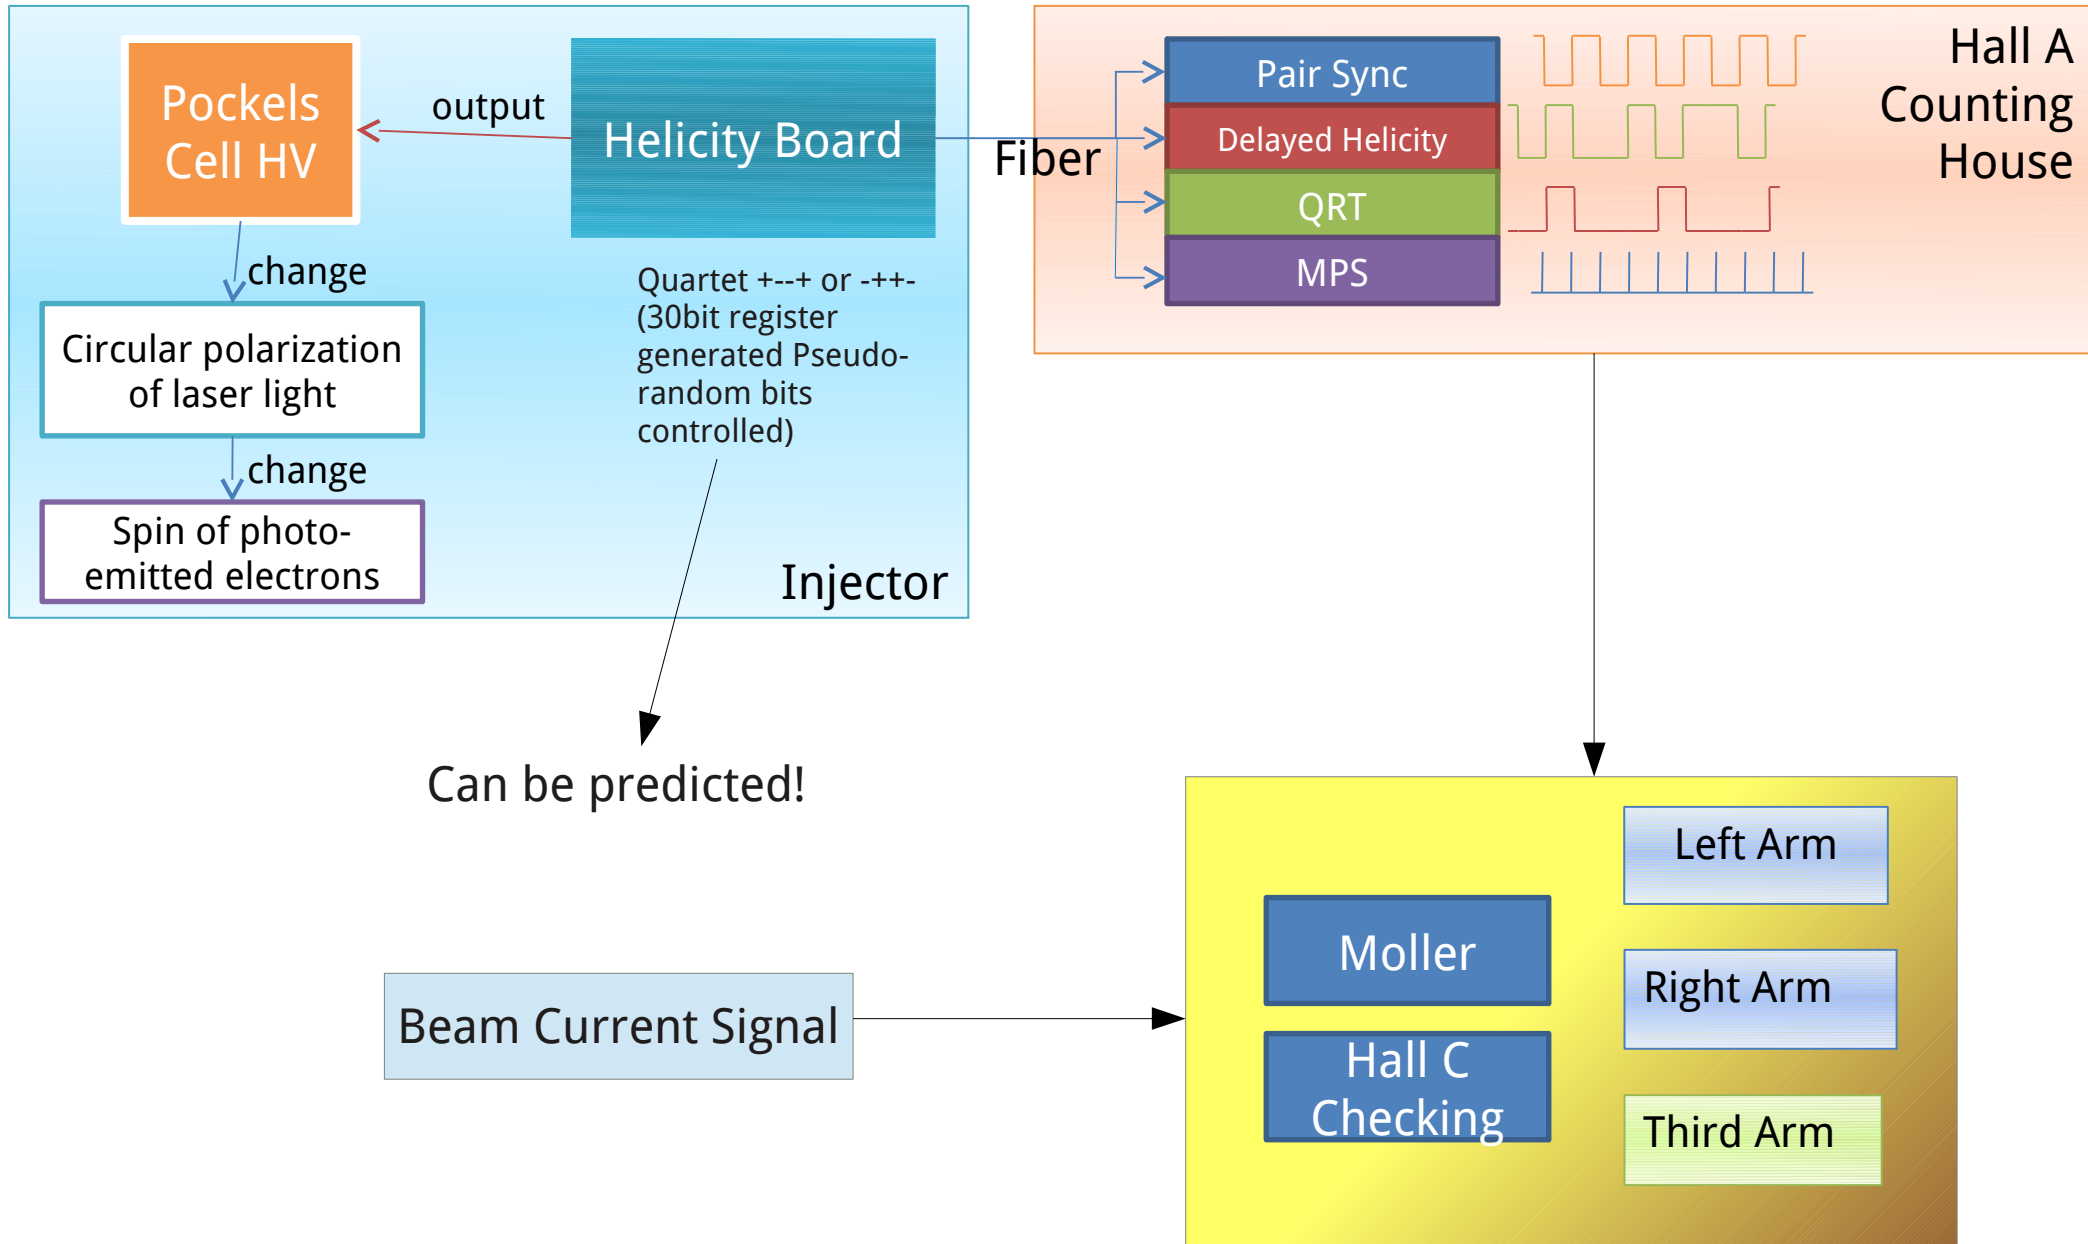 Pockels
Cell HV
output
Helicity Board
change
Circular polarization
of laser light
change
Spin of photo-
emitted electrons
Quartet +--+ or -++-
(30bit register
generated Pseudo-
random bits
controlled)
Injector
Fiber
Pair Sync
Delayed Helicity
QRT
MPS
Hall A
Counting
House
Can be predicted!
Beam Current Signal
Moller
Hall C
Checking
Left Arm
Right Arm
Third Arm